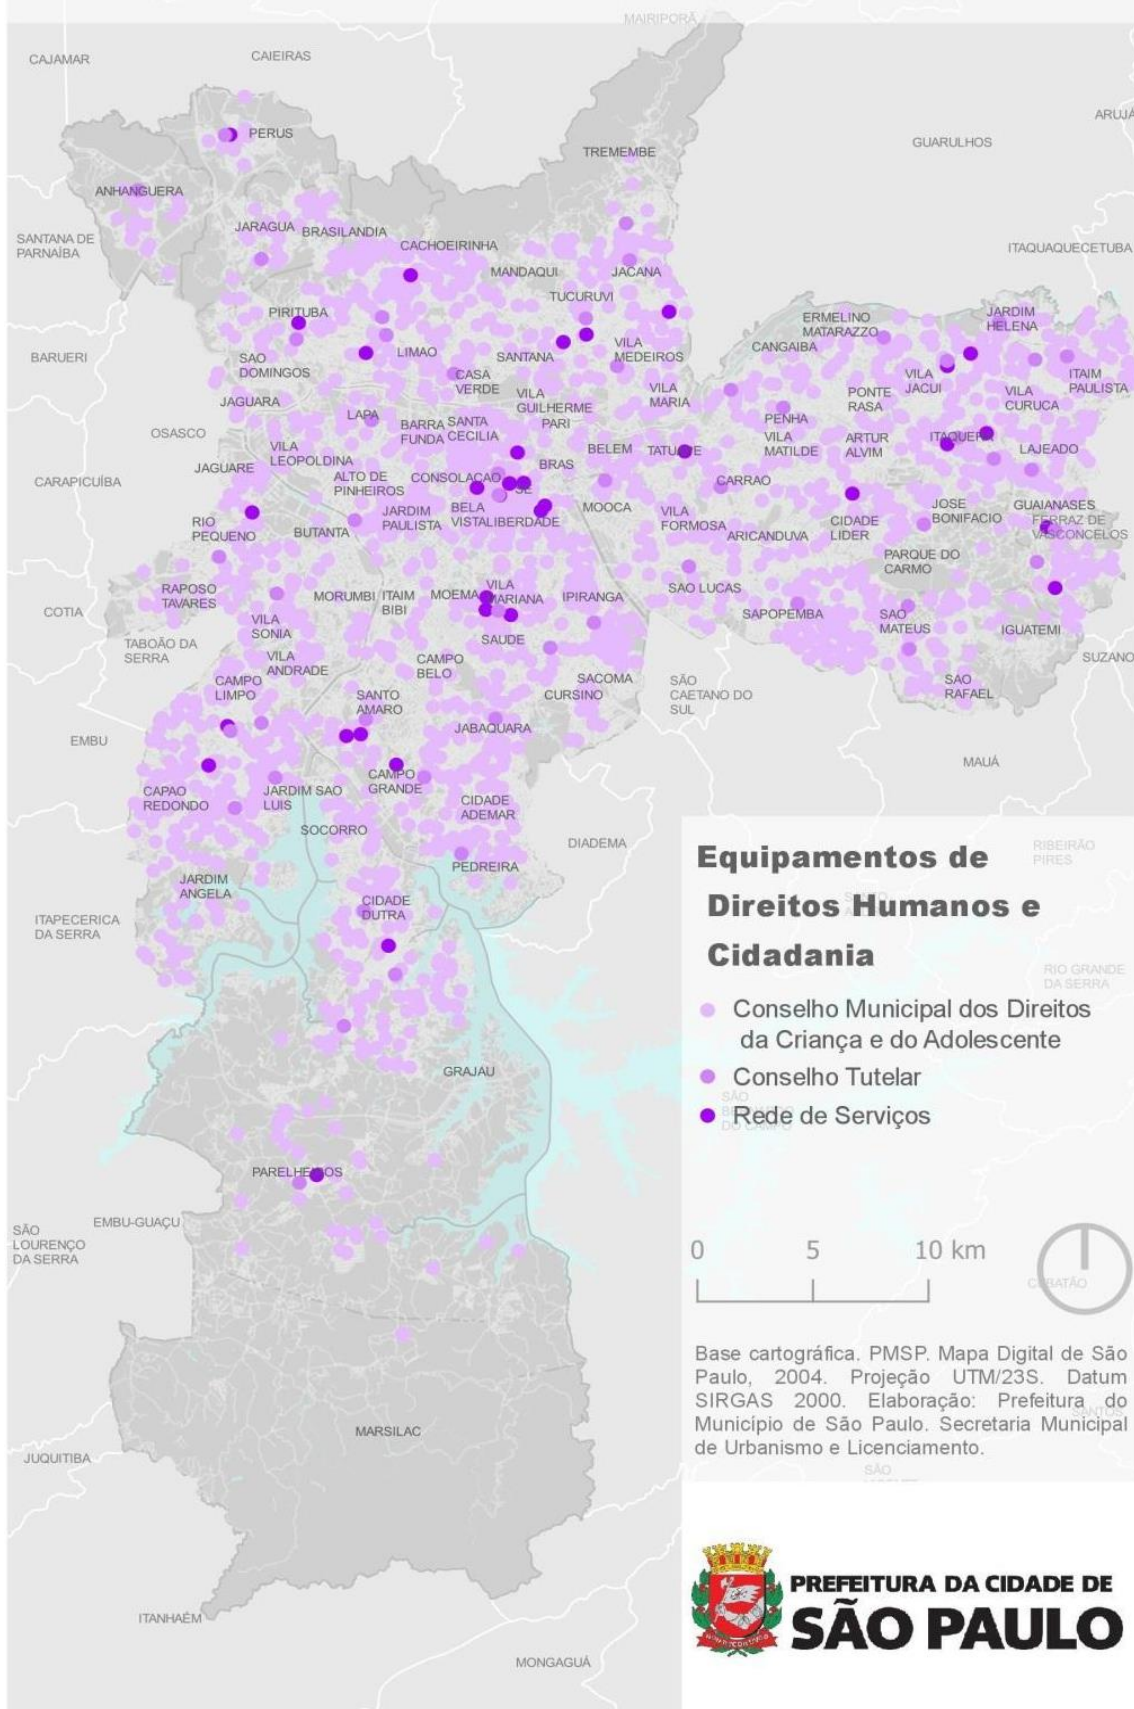 MAIRIPORÃ
CAJAMAR
CAIEIRAS
ARUJÁ
PERUS
GUARULHOS
TREMEMBE
ANHANGUERA
JARAGUA
BRASILANDIA
SANTANA DE
PARNAÍBA
CACHOEIRINHA
ITAQUAQUECETUBA
MANDAQUI
JACANA
TUCURUVI
PIRITUBA
ERMELINO
MATARAZZO
JARDIM
HELENA
BARUERI
SAO
DOMINGOS
LIMAO
SANTANA
VILA
MEDEIROS
CANGAIBA
CASA
VERDE
VILA
JACUI
ITAIM
PAULISTA
JAGUARA
VILA
GUILHERME
VILA
MARIA
PONTE
RASA
VILA
CURUCA
LAPA
BARRA
FUNDA
SANTA
CECILIA
PARI
PENHA
OSASCO
VILA
LEOPOLDINA
BELEM
TATUAPE
VILA
MATILDE
ARTUR
ALVIM
ITAQUERA
LAJEADO
JAGUARE
ALTO DE
PINHEIROS
CONSOLACAO
BRAS
SE
CARAPICUÍBA
CARRAO
RIO
PEQUENO
BUTANTA
JARDIM
PAULISTA
BELA
VISTA
LIBERDADE
MOOCA
VILA
FORMOSA
ARICANDUVA
CIDADE
LIDER
JOSE
BONIFACIO
GUAIANASES
FERRAZ DE
VASCONCELOS
PARQUE DO
CARMO
RAPOSO
TAVARES
MORUMBI
ITAIM
BIBI
MOEMA
VILA
MARIANA
IPIRANGA
SAO LUCAS
COTIA
VILA
SONIA
SAPOPEMBA
SAO
MATEUS
IGUATEMI
TABOÃO DA
SERRA
SAUDE
VILA
ANDRADE
CAMPO
BELO
SUZANO
CAMPO
LIMPO
SANTO
AMARO
SACOMA
CURSINO
SÃO
CAETANO DO
SUL
SAO
RAFAEL
JABAQUARA
EMBU
MAUÁ
CAPAO
REDONDO
JARDIM SAO
LUIS
CAMPO
GRANDE
CIDADE
ADEMAR
SOCORRO
DIADEMA
PEDREIRA
JARDIM
ANGELA
CIDADE
DUTRA
ITAPECERICA
DA SERRA
GRAJAU
PARELHEIROS
EMBU-GUAÇU
SÃO
LOURENÇO
DA SERRA
MARSILAC
JUQUITIBA
ITANHAÉM
MONGAGUÁ
RIBEIRÃO
PIRES
RIO GRANDE
DA SERRA
Equipamentos de
Direitos Humanos e
Cidadania
Conselho Municipal dos Direitos
da Criança e do Adolescente
Conselho Tutelar
Rede de Serviços
SÃO
DO CAMPO
0 5 10 km
CUBATÃO
Base cartográfica. PMSP. Mapa Digital de São
Paulo, 2004. Projeção UTM/23S. Datum
SIRGAS 2000. Elaboração: Prefeitura do
Município de São Paulo. Secretaria Municipal
de Urbanismo e Licenciamento.
SANTOS
SÃO
PREFEITURA DA CIDADE DE
SÃO PAULO